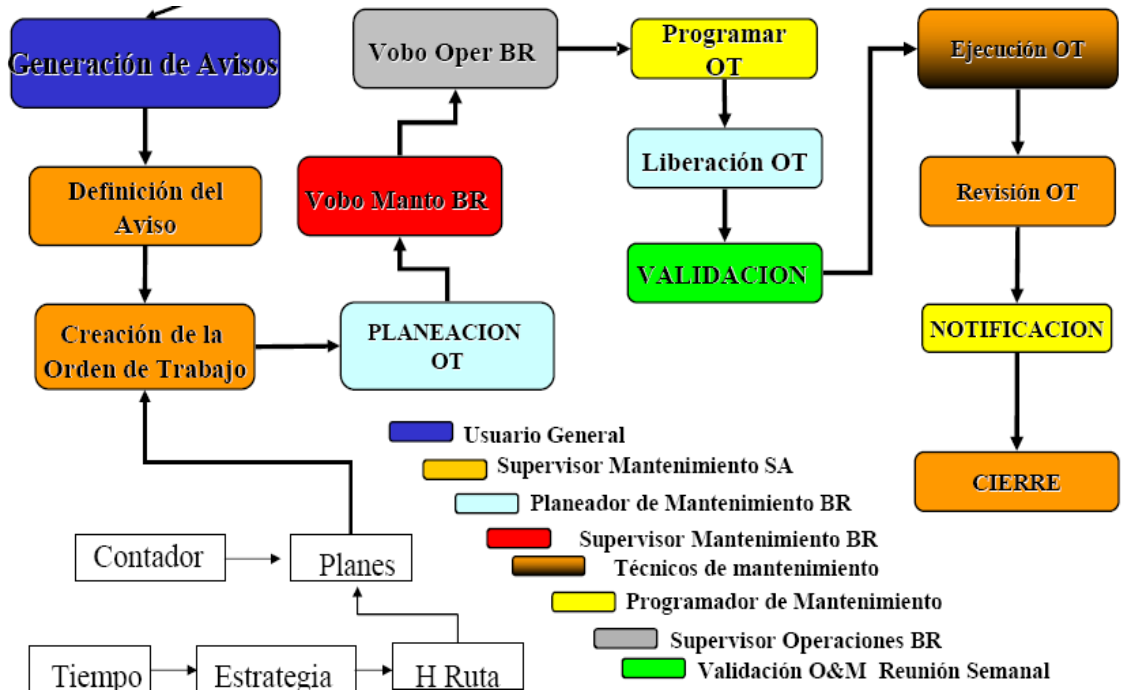 Generación de Avisos
Definición del
Aviso
Creación de la
Orden de Trabajo
PLANEACION
OT
Vobo Manto BR
Vobo Oper BR
Programar
OT
Liberación OT
VALIDACION
Ejecución OT
Revisión OT
NOTIFICACION
CIERRE
Contador
Planes
Tiempo
Estrategia
H Ruta
Usuario General
Supervisor Mantenimiento SA
Planeador de Mantenimiento BR
Supervisor Mantenimiento BR
Técnicos de mantenimiento
Programador de Mantenimiento
Supervisor Operaciones BR
Validación O&M Reunión Semanal